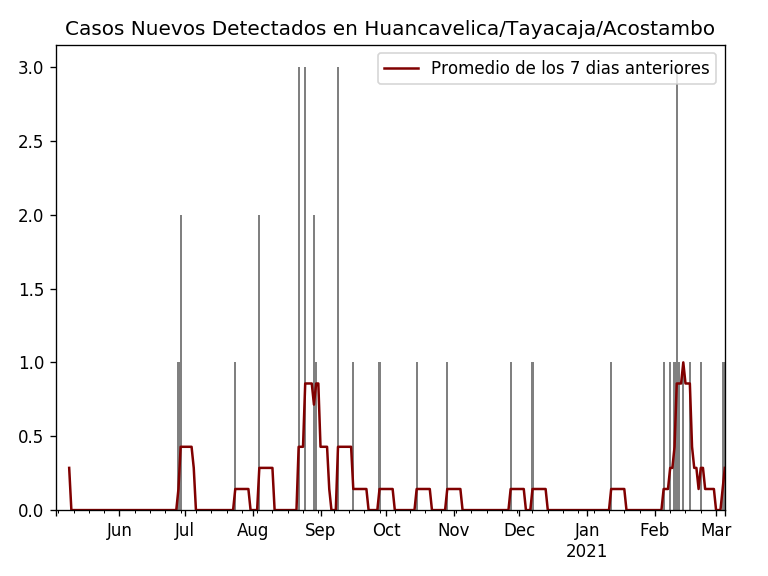 Casos Nuevos Detectados en Huancavelica/Tayacaja/Acostambo
Promedio de los 7 dias anteriores
3.0
2.5
2.0
1.5
1.0
0.5
0.0
Jun Jul Aug Sep Oct Nov Dec Jan Feb Mar
2021